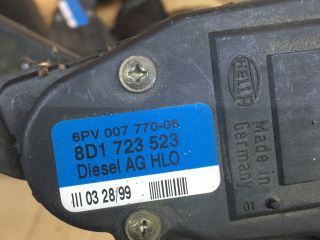 6PV 007 770-06
8D1 723 523
Diesel AG HLO
III 03 28/99
HELLA
Made in
Germany